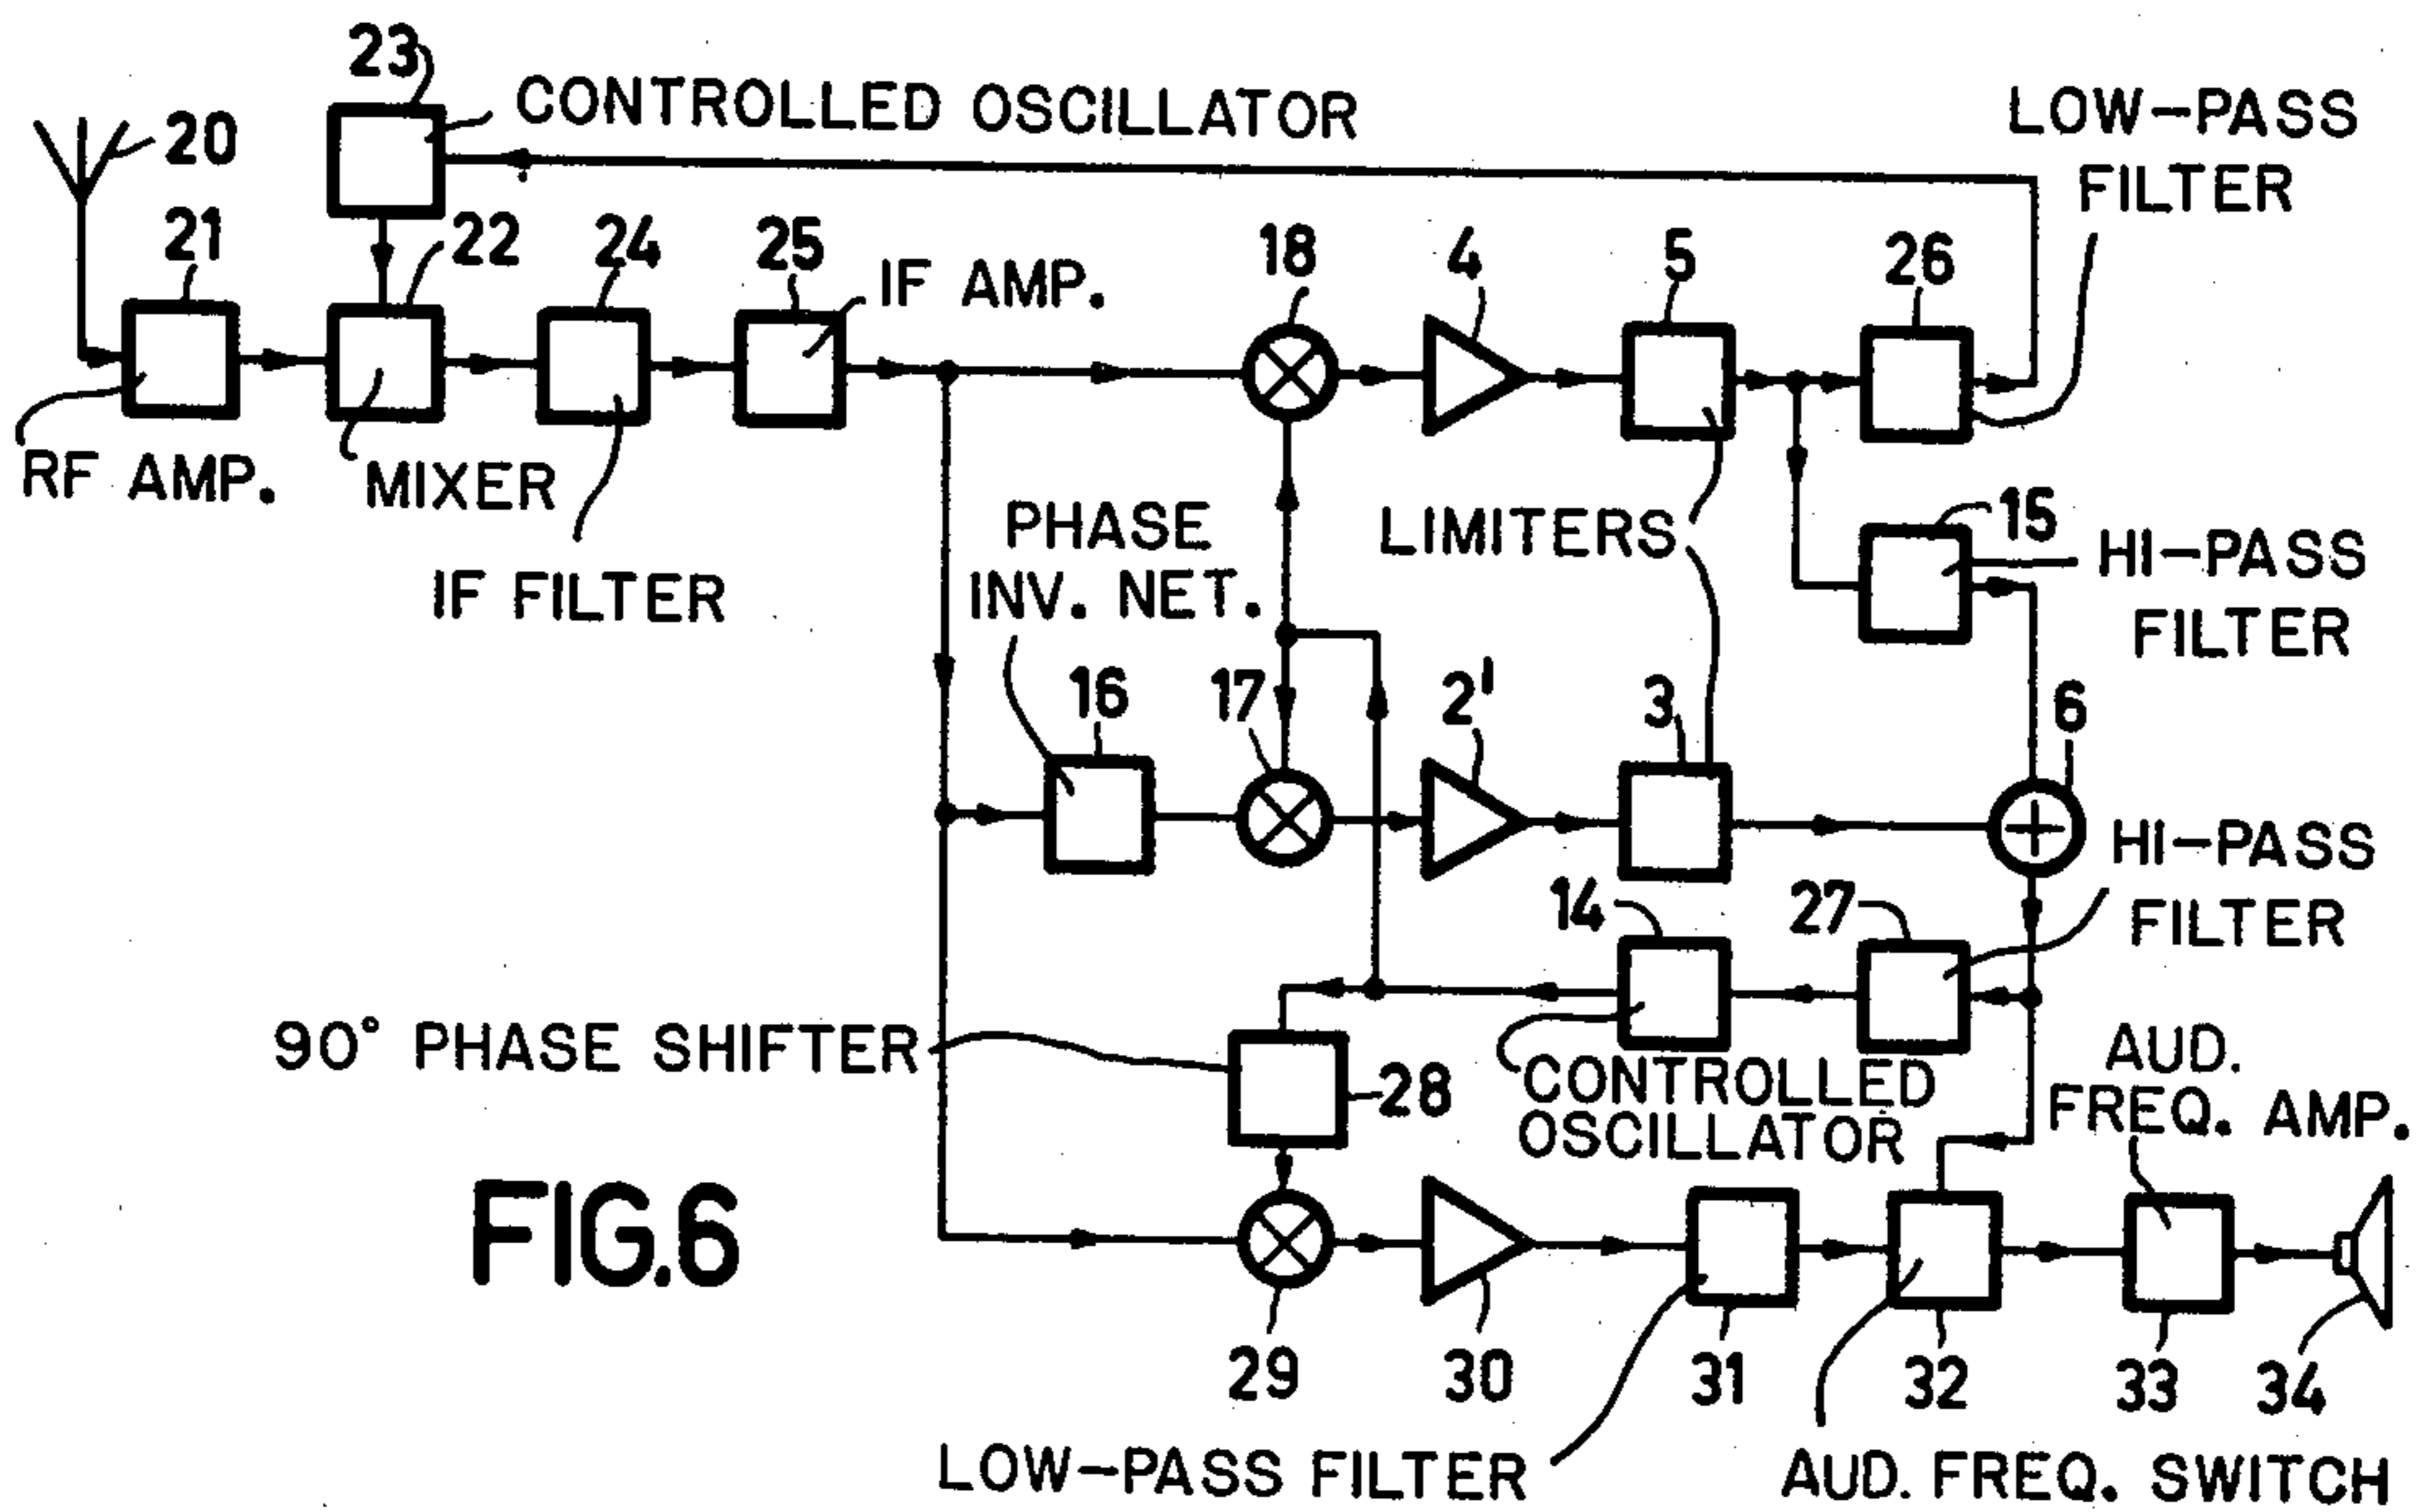 23
CONTROLLED OSCILLATOR
LOW-PASS
FILTER
20
21
22
24
25
IF AMP.
18
4
5
26
RF AMP.
MIXER
IF FILTER
PHASE
INV. NET.
LIMITERS
15
HI-PASS
FILTER
16
17
2'
3
6
HI-PASS
FILTER
14
27
90° PHASE SHIFTER
28
CONTROLLED
OSCILLATOR
AUD.
FREQ. AMP.
FIG.6
29
30
31
32
33
34
LOW-PASS FILTER
AUD. FREQ. SWITCH